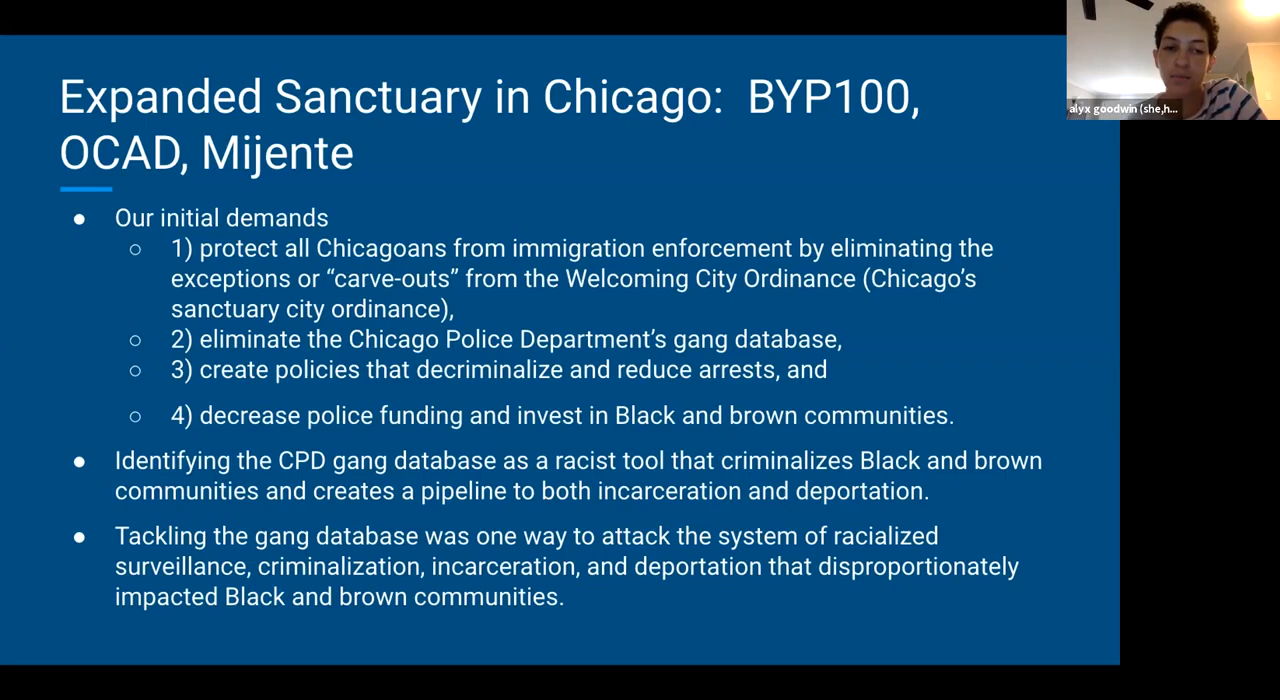 Expanded Sanctuary in Chicago:  BYP100,
OCAD, Mijente
● Our initial demands
○ 1) protect all Chicagoans from immigration enforcement by eliminating the
exceptions or “carve-outs” from the Welcoming City Ordinance (Chicago’s
sanctuary city ordinance),
○ 2) eliminate the Chicago Police Department’s gang database,
○ 3) create policies that decriminalize and reduce arrests, and
○ 4) decrease police funding and invest in Black and brown communities.
● Identifying the CPD gang database as a racist tool that criminalizes Black and brown
communities and creates a pipeline to both incarceration and deportation.
● Tackling the gang database was one way to attack the system of racialized
surveillance, criminalization, incarceration, and deportation that disproportionately
impacted Black and brown communities.
alyx goodwin (she,h...